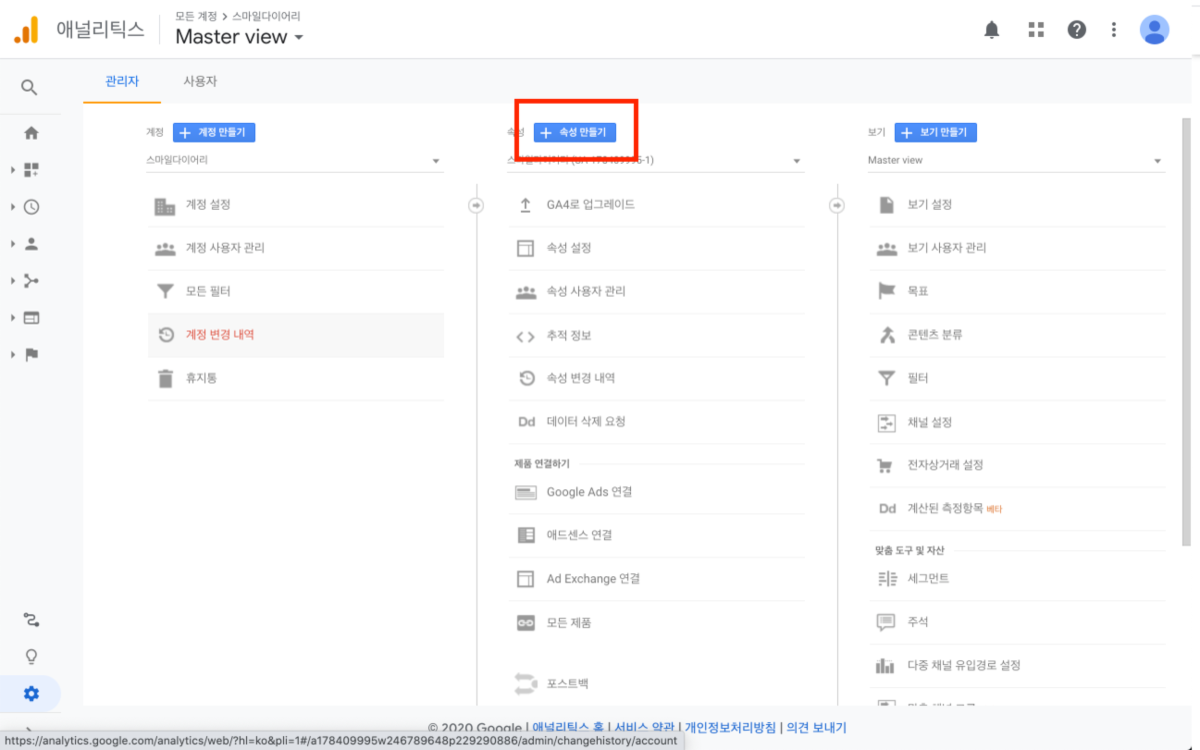 애널리틱스
모든 계정 > 스마일다이어리
Master view
관리자
사용자
계정
+ 계정 만들기
스마일다이어리
계정 설정
계정 사용자 관리
모든 필터
계정 변경 내역
휴지통
속성
+ 속성 만들기
GA4로 업그레이드
속성 설정
속성 사용자 관리
추적 정보
속성 변경 내역
Dd 데이터 삭제 요청
제품 연결하기
Google Ads 연결
애드센스 연결
Ad Exchange 연결
모든 제품
포스트백
보기
+ 보기 만들기
Master view
보기 설정
보기 사용자 관리
목표
콘텐츠 분류
필터
채널 설정
전자상거래 설정
Dd 계산된 측정항목 베타
맞춤 도구 및 자산
세그먼트
주석
다중 채널 유입경로 설정
© 2020 Google | 애널리틱스 홈 | 서비스 약관 | 개인정보처리방침 | 의견 보내기
https://analytics.google.com/analytics/web/?hl=ko&pli=1#/a178409995w246789648p229290886/admin/changehistory/account